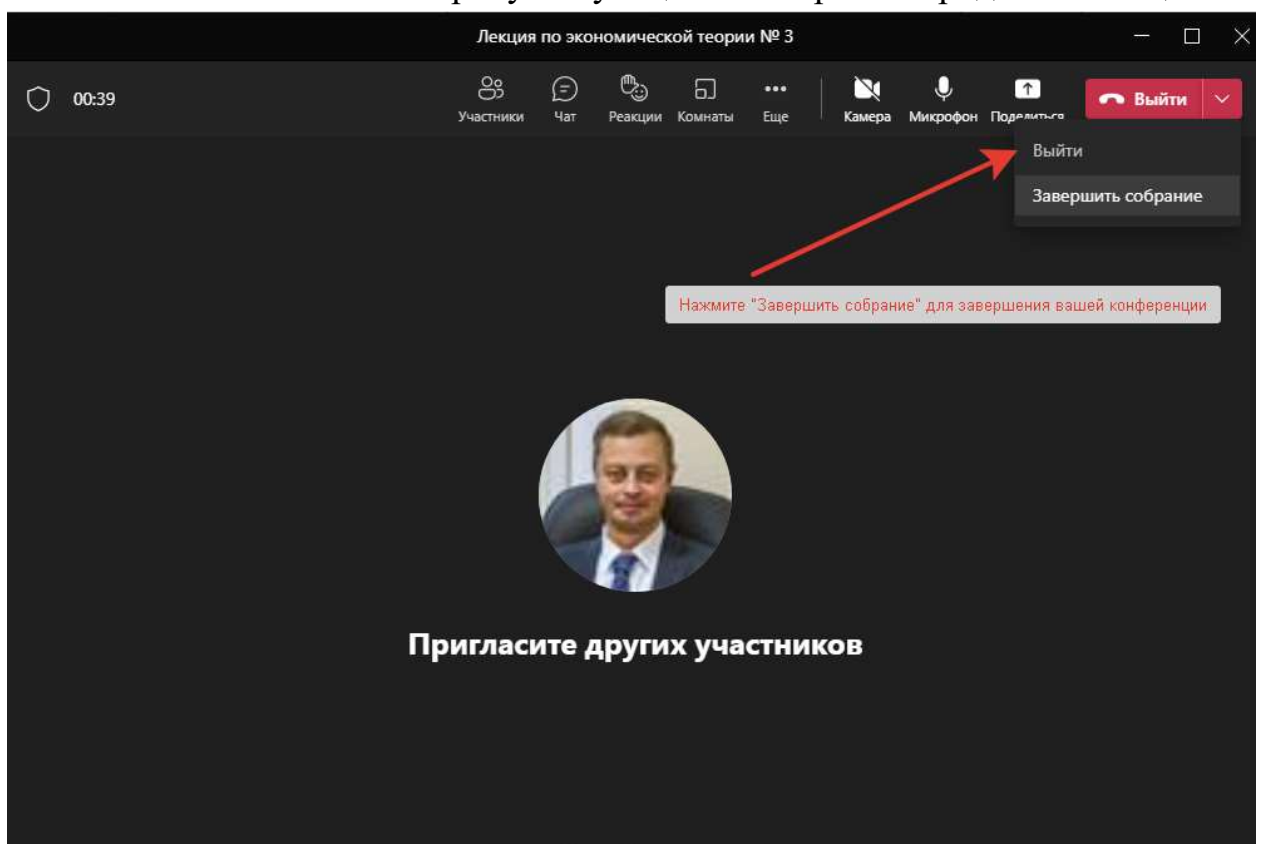 Лекция по экономической теории № 3
00:39
Участники Чат Реакции Комнаты Еще Камера Микрофон Поделиться Выйти
Выйти
Завершить собрание
Нажмите "Завершить собрание" для завершения вашей конференции
Пригласите других участников